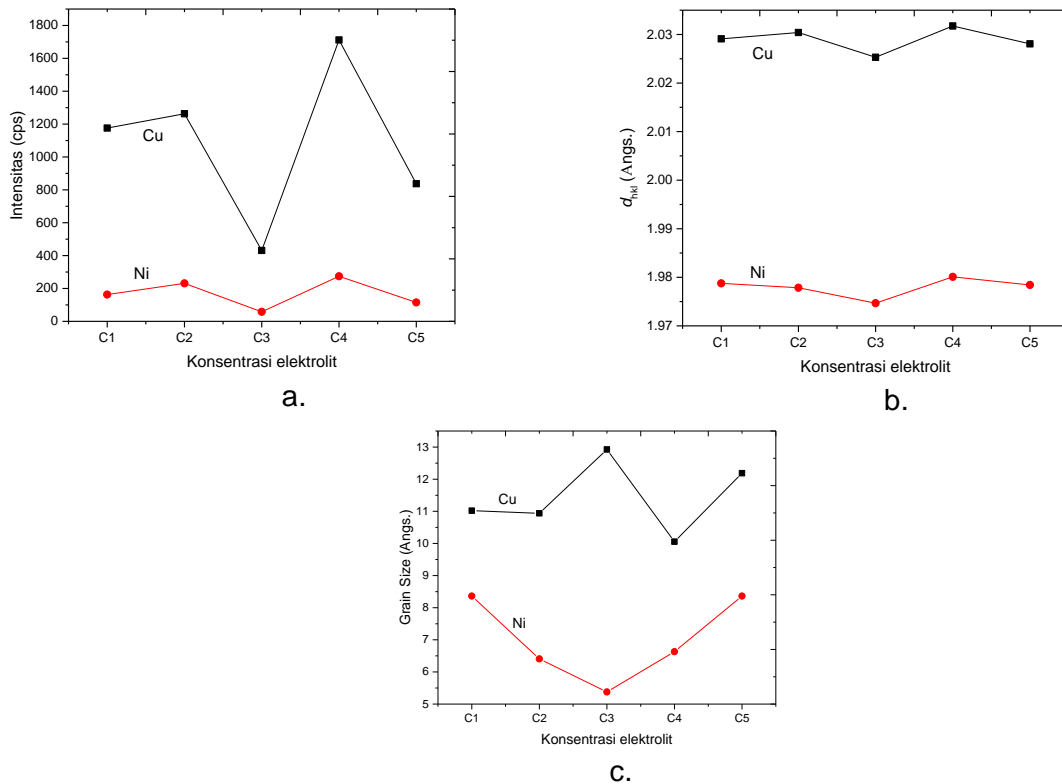 1800
1600
1400
1200
1000
800
600
400
200
0
Intensitas (cps)
Cu
Ni
C1 C2 C3 C4 C5
Konsentrasi elektrolit
a.
2.03
2.02
2.01
2.00
1.99
1.98
1.97
d hkl (Angs.)
Cu
Ni
C1 C2 C3 C4 C5
Konsentrasi elektrolit
b.
13
12
11
10
9
8
7
6
5
Grain Size (Angs.)
Cu
Ni
C1 C2 C3 C4 C5
Konsentrasi elektrolit
c.